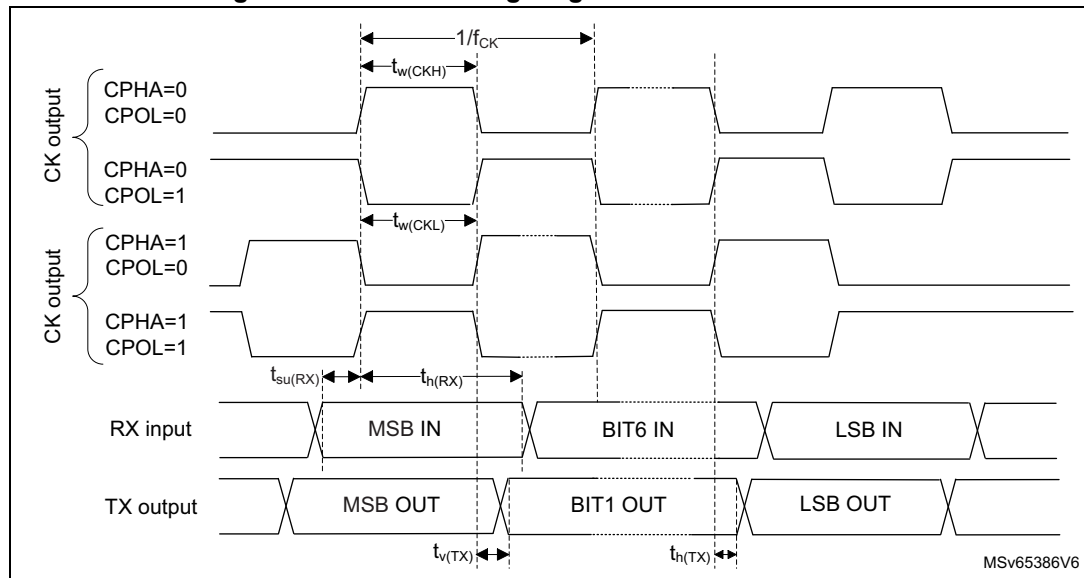 1/fCK
tw(CKH)
CK output
CPHA=0
CPOL=0
CPHA=0
CPOL=1
tw(CKL)
CK output
CPHA=1
CPOL=0
CPHA=1
CPOL=1
tsu(RX)
th(RX)
RX input
MSB IN
BIT6 IN
LSB IN
TX output
MSB OUT
BIT1 OUT
LSB OUT
tv(TX)
th(TX)
MSv65386V6